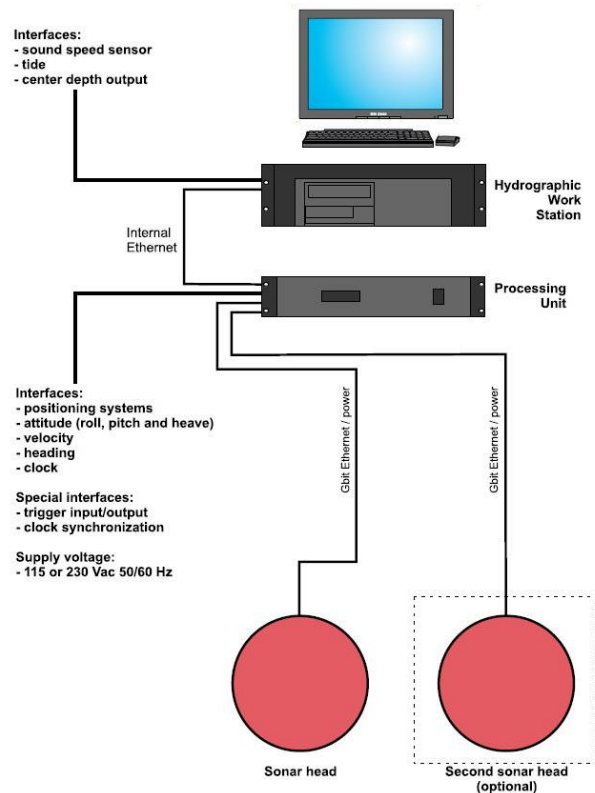 Interfaces:
- sound speed sensor
- tide
- center depth output
Hydrographic
Work
Station
Internal
Ethernet
Processing
Unit
Interfaces:
- positioning systems
- attitude (roll, pitch and heave)
- velocity
- heading
- clock
Special interfaces:
- trigger input/output
- clock synchronization
Supply voltage:
- 115 or 230 Vac 50/60 Hz
Gbit Ethernet / power
Gbit Ethernet / power
Sonar head
Second sonar head
(optional)